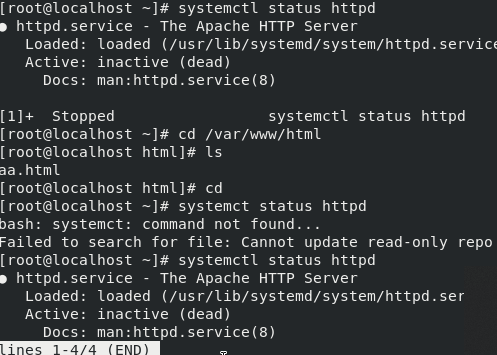 [root@localhost ~]# systemctl status httpd
● httpd.service - The Apache HTTP Server
Loaded: loaded (/usr/lib/systemd/system/httpd.service
Active: inactive (dead)
Docs: man:httpd.service(8)
[1]+  Stopped                 systemctl status httpd
[root@localhost ~]# cd /var/www/html
[root@localhost html]# ls
aa.html
[root@localhost html]# cd
[root@localhost ~]# systemct status httpd
bash: systemct: command not found...
Failed to search for file: Cannot update read-only repo
[root@localhost ~]# systemctl status httpd
● httpd.service - The Apache HTTP Server
Loaded: loaded (/usr/lib/systemd/system/httpd.ser
Active: inactive (dead)
Docs: man:httpd.service(8)
lines 1-4/4 (END)